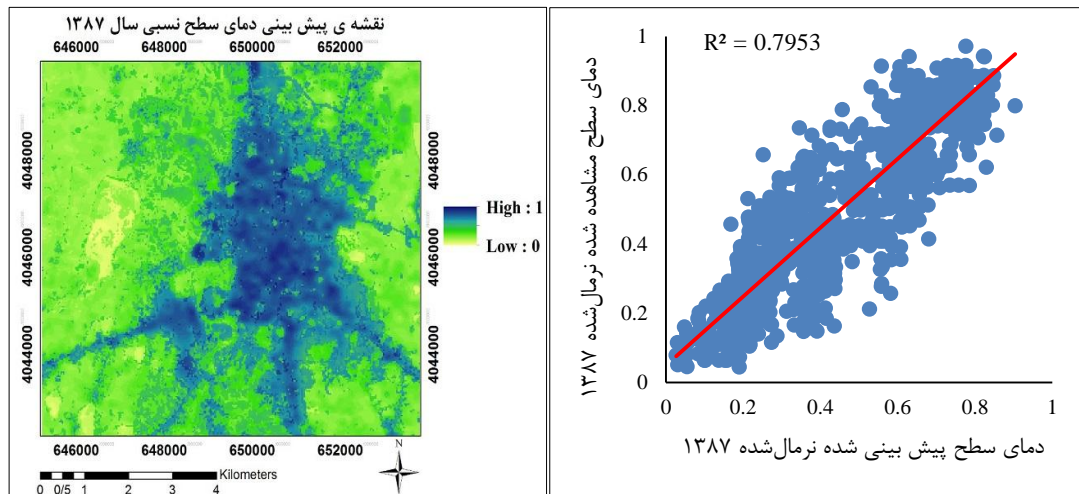 نقشه ی پیش بینی دمای سطح نسبی سال ۱۳۸۷
646000 648000 650000 652000
4048000
4046000
4044000
4048000
4046000
4044000
High : 1
Low : 0
646000 648000 650000 652000
N
Kilometers
0 0/5 1 2 3 4
R² = 0.7953
1
0.8
0.6
0.4
0.2
0
0 0.2 0.4 0.6 0.8 1
دمای سطح مشاهده شده نرمال‌شده ۱۳۸۷
دمای سطح پیش بینی شده نرمال‌شده ۱۳۸۷